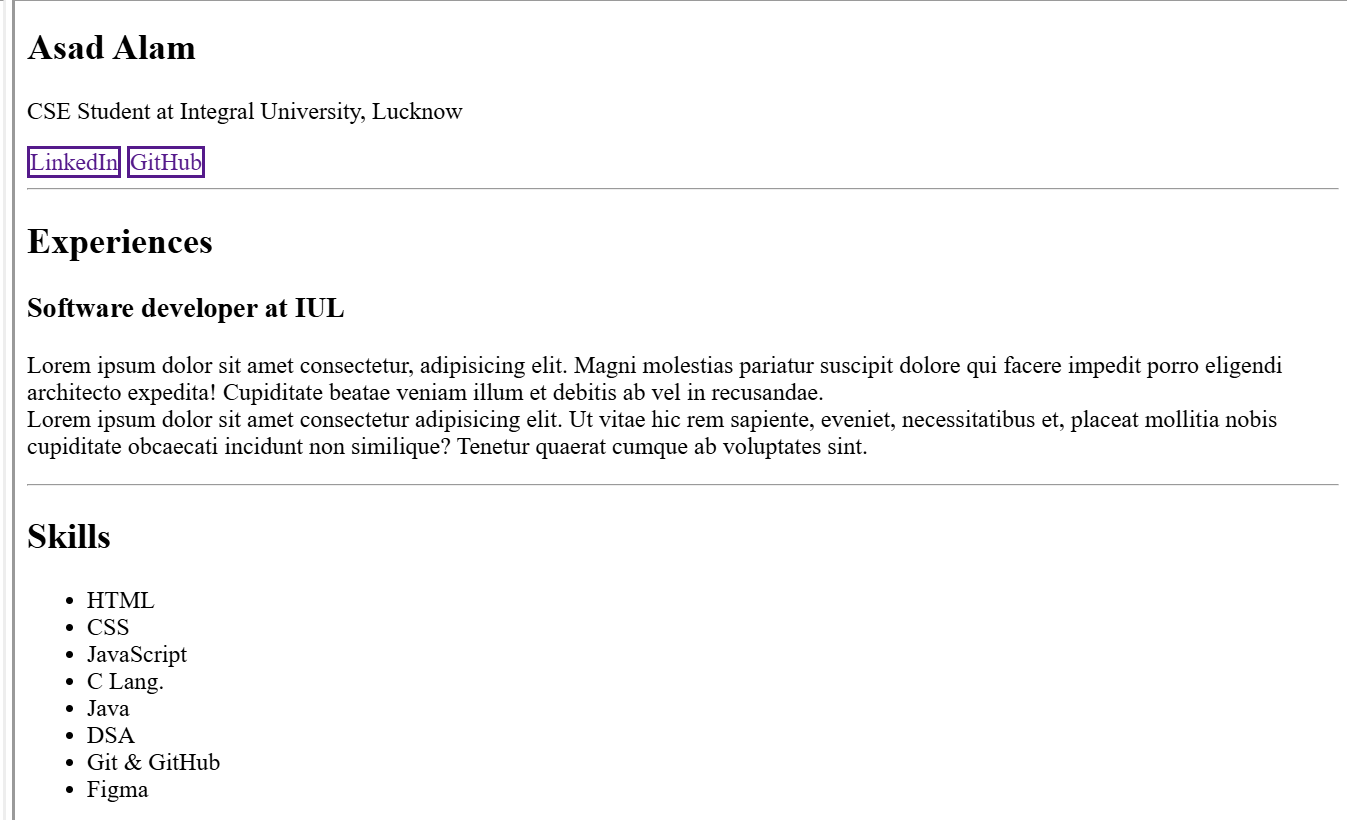 Asad Alam
CSE Student at Integral University, Lucknow
LinkedIn GitHub
Experiences
Software developer at IUL
Lorem ipsum dolor sit amet consectetur, adipisicing elit. Magni molestias pariatur suscipit dolore qui facere impedit porro eligendi
architecto expedita! Cupiditate beatae veniam illum et debitis ab vel in recusandae.
Lorem ipsum dolor sit amet consectetur adipisicing elit. Ut vitae hic rem sapiente, eveniet, necessitatibus et, placeat mollitia nobis
cupiditate obcaecati incidunt non similique? Tenetur quaerat cumque ab voluptates sint.
Skills
• HTML
• CSS
• JavaScript
• C Lang.
• Java
• DSA
• Git & GitHub
• Figma